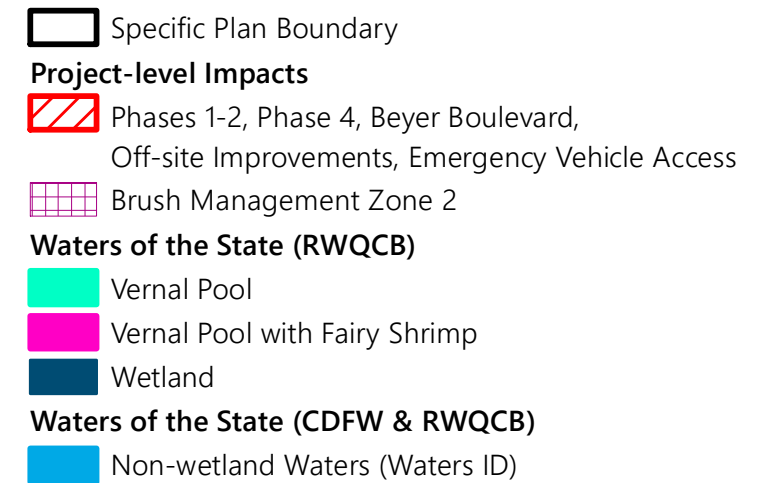 Specific Plan Boundary
Project-level Impacts
Phases 1-2, Phase 4, Beyer Boulevard,
Off-site Improvements, Emergency Vehicle Access
Brush Management Zone 2
Waters of the State (RWQCB)
Vernal Pool
Vernal Pool with Fairy Shrimp
Wetland
Waters of the State (CDFW & RWQCB)
Non-wetland Waters (Waters ID)